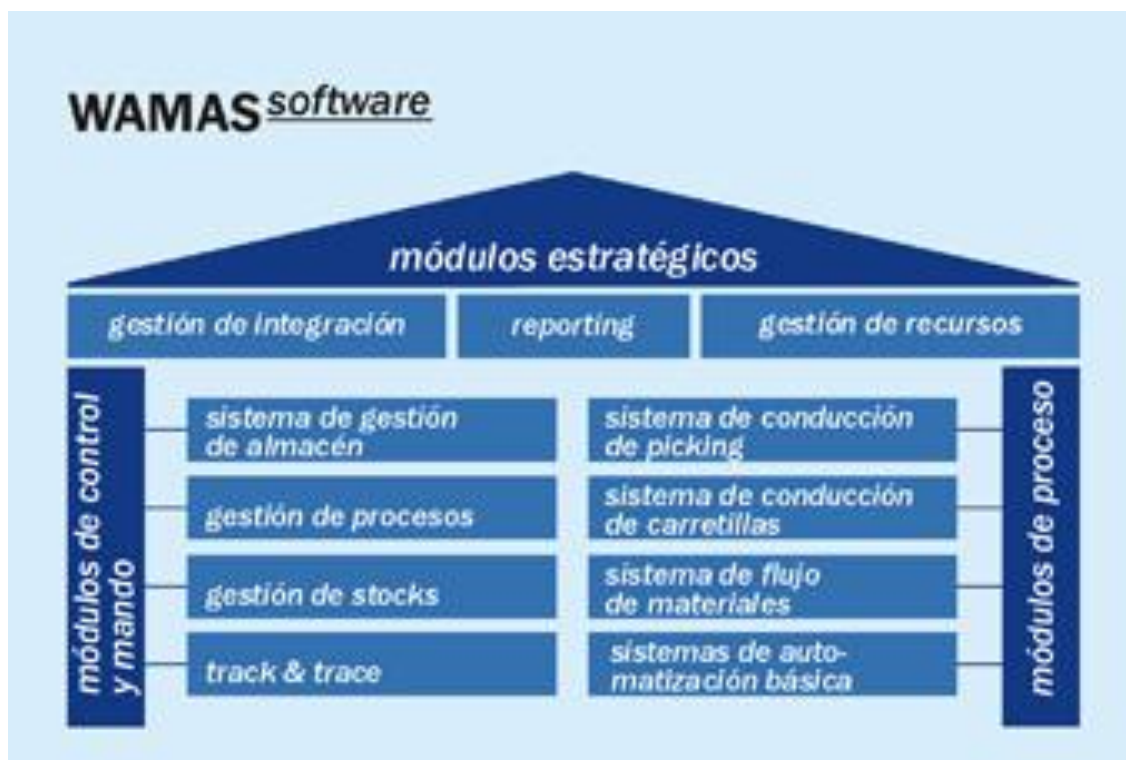 WAMAS software
módulos estratégicos
gestión de integración
reporting
gestión de recursos
módulos de control
y mando
sistema de gestión
de almacén
gestión de procesos
gestión de stocks
track & trace
sistema de conducción
de picking
sistema de conducción
de carretillas
sistema de flujo
de materiales
sistemas de auto-
matización básica
módulos de proceso